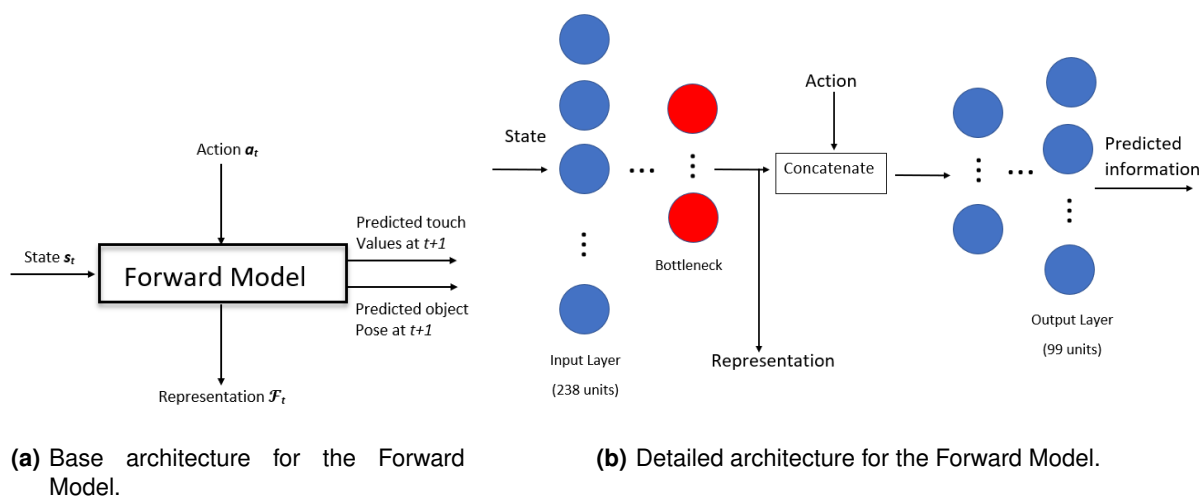 Action a_t
State s_t
Forward Model
Predicted touch
Values at t+1
Predicted object
Pose at t+1
Representation ℱ_t
(a) Base architecture for the Forward
Model.
State
Input Layer
(238 units)
Bottleneck
Representation
Action
Concatenate
Output Layer
(99 units)
Predicted
information
(b) Detailed architecture for the Forward Model.